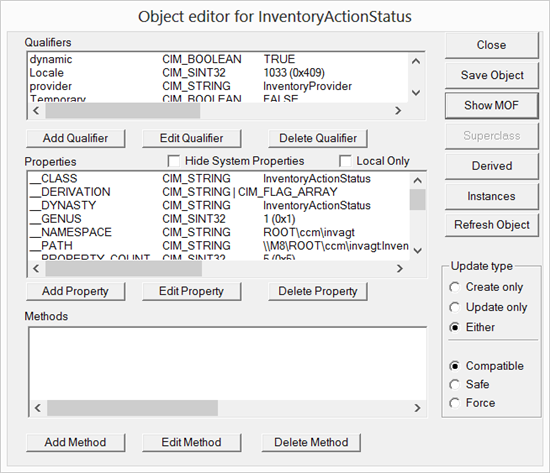 Object editor for InventoryActionStatus
Qualifiers
dynamic CIM_BOOLEAN TRUE
Locale CIM_SINT32 1033 (0x409)
provider CIM_STRING InventoryProvider
Temporary CIM_BOOLEAN FALSE
Add Qualifier Edit Qualifier Delete Qualifier
Properties Hide System Properties Local Only
__CLASS CIM_STRING InventoryActionStatus
__DERIVATION CIM_STRING | CIM_FLAG_ARRAY
__DYNASTY CIM_STRING InventoryActionStatus
__GENUS CIM_SINT32 1 (0x1)
__NAMESPACE CIM_STRING ROOT\ccm\invagt
__PATH CIM_STRING \\M8\ROOT\ccm\invagt:Inven
__PROPERTY_COUNT CIM_SINT32 5 (0x5)
Add Property Edit Property Delete Property
Methods
Add Method Edit Method Delete Method
Close
Save Object
Show MOF
Superclass
Derived
Instances
Refresh Object
Update type
Create only
Update only
Either
Compatible
Safe
Force